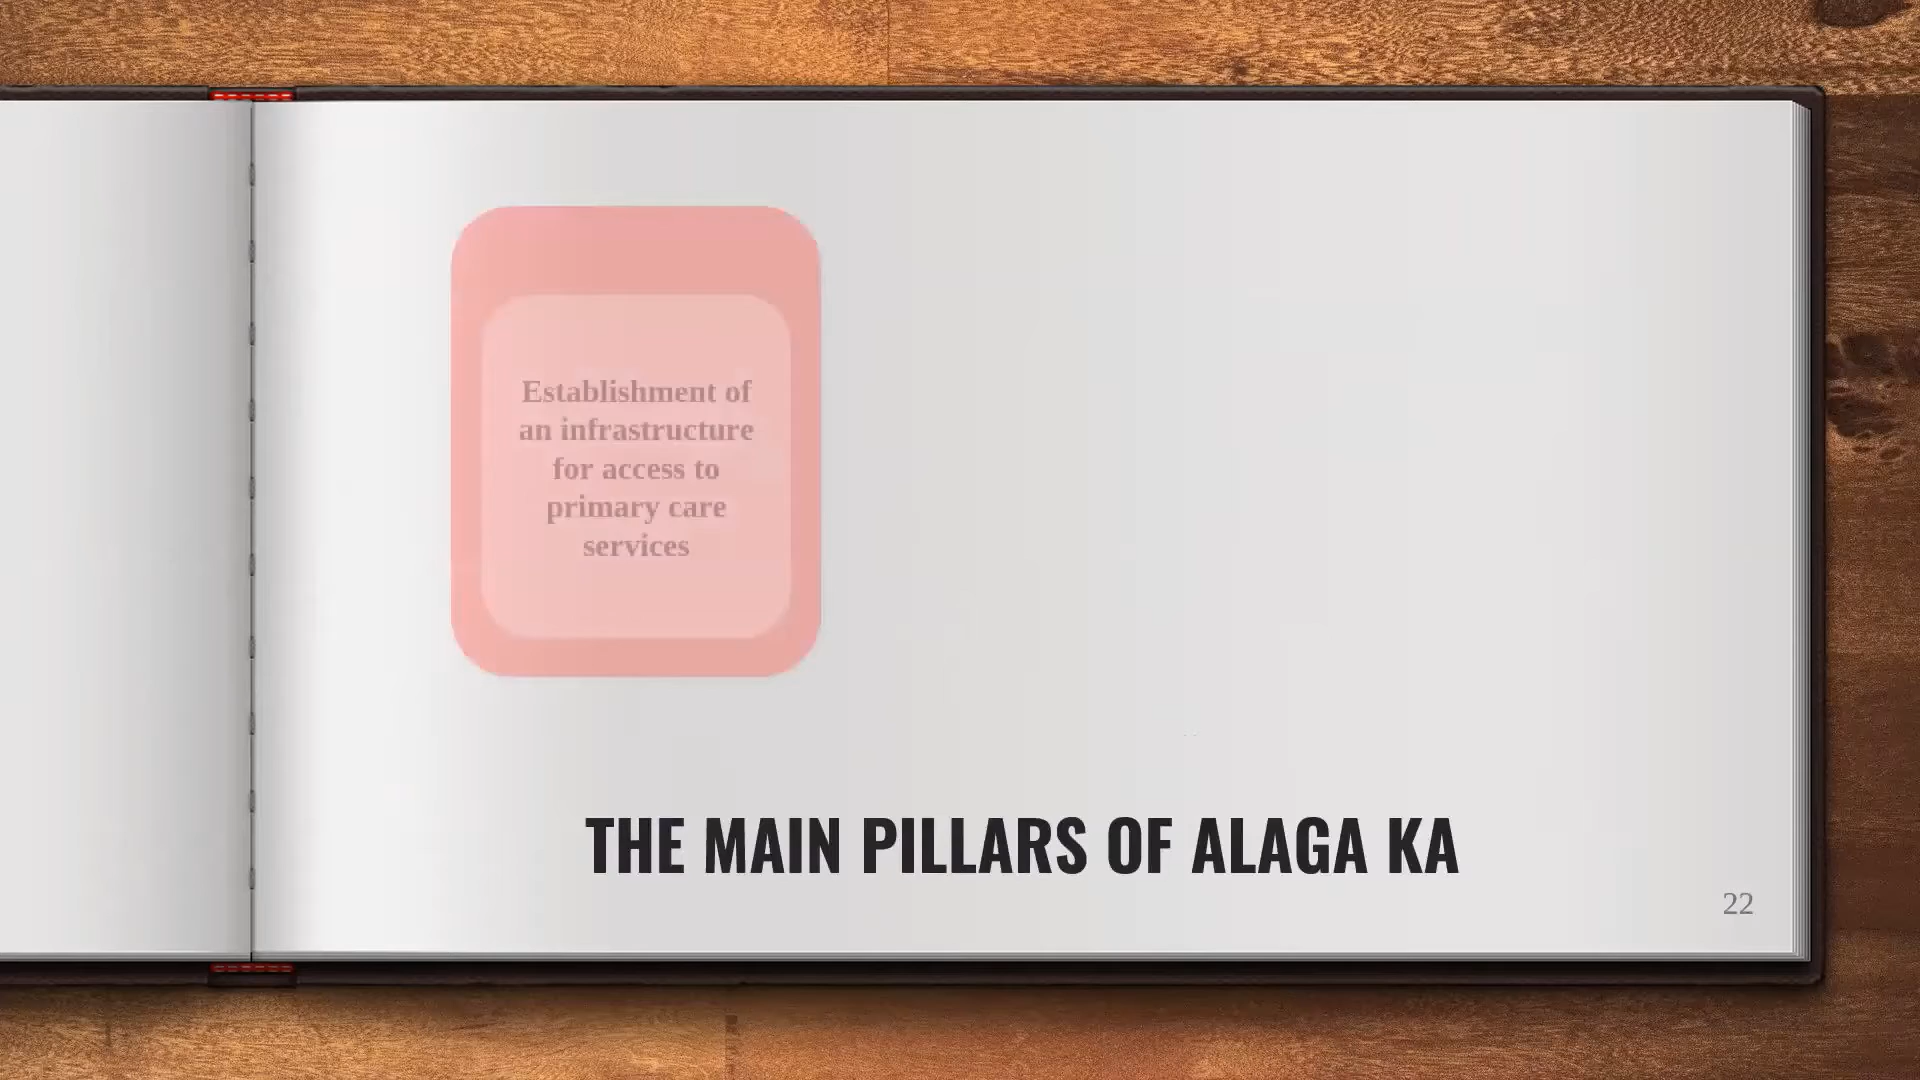 Establishment of
an infrastructure
for access to
primary care
services
THE MAIN PILLARS OF ALAGA KA
22